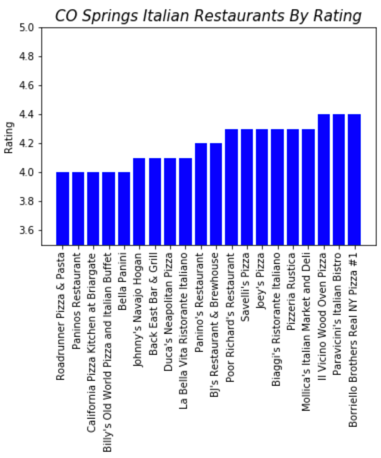 CO Springs Italian Restaurants By Rating
5.0
4.8
4.6
4.4
4.2
4.0
3.8
3.6
Rating
Roadrunner Pizza & Pasta
Paninos Restaurant
California Pizza Kitchen at Briargate
Billy's Old World Pizza and Italian Buffet
Bella Panini
Johnny's Navajo Hogan
Back East Bar & Grill
Duca's Neapolitan Pizza
La Bella Vita Ristorante Italiano
Panino's Restaurant
BJ's Restaurant & Brewhouse
Poor Richard's Restaurant
Savelli's Pizza
Joey's Pizza
Biaggi's Ristorante Italiano
Pizzeria Rustica
Mollica's Italian Market and Deli
Il Vicino Wood Oven Pizza
Paravicini's Italian Bistro
Borriello Brothers Real NY Pizza #1